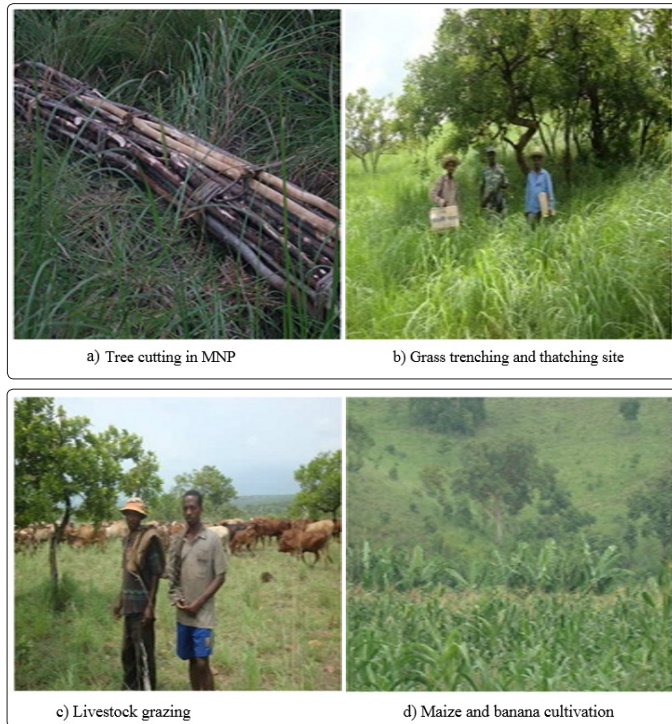 a) Tree cutting in MNP
b) Grass trenching and thatching site
c) Livestock grazing
d) Maize and banana cultivation